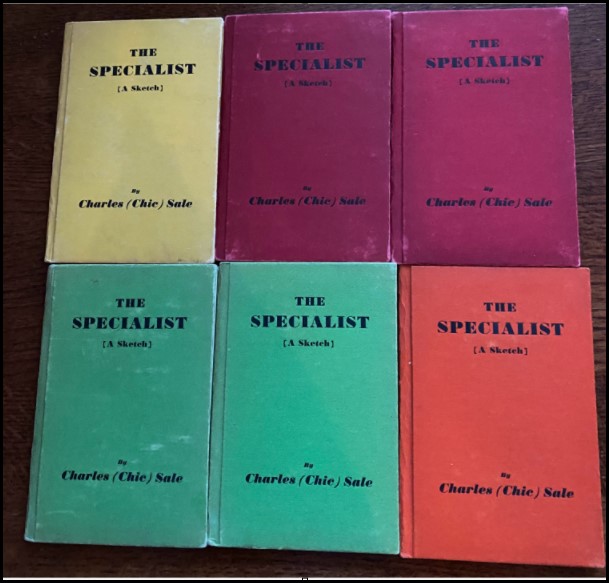 THE
SPECIALIST
[A Sketch]
By
Charles (Chic) Sale
THE
SPECIALIST
[A Sketch]
By
Charles (Chic) Sale
THE
SPECIALIST
[A Sketch]
By
Charles (Chic) Sale
THE
SPECIALIST
[A Sketch]
By
Charles (Chic) Sale
THE
SPECIALIST
[A Sketch]
By
Charles (Chic) Sale
THE
SPECIALIST
[A Sketch]
By
Charles (Chic) Sale